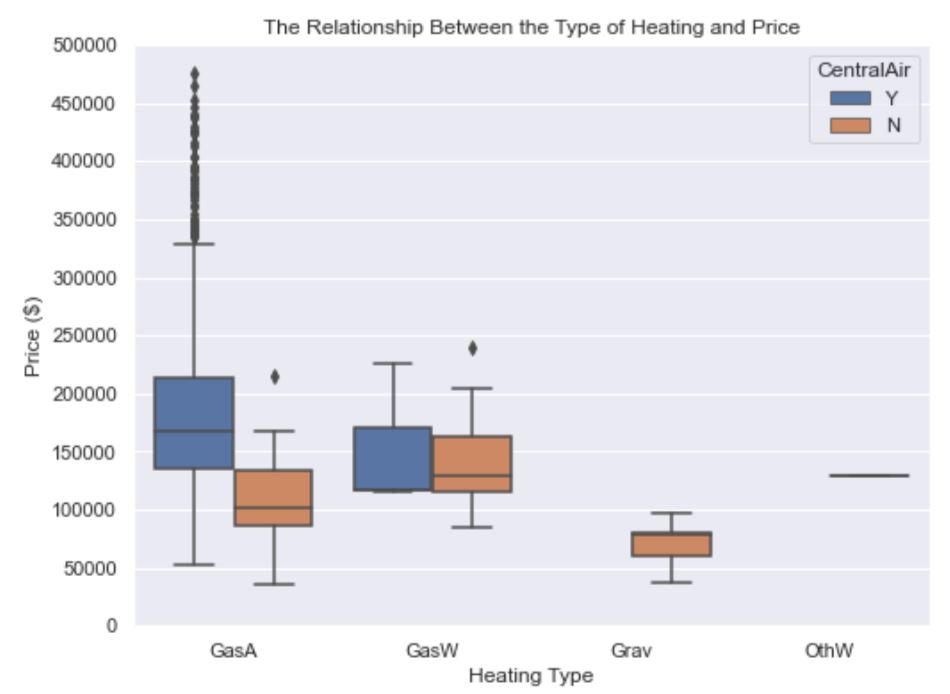 The Relationship Between the Type of Heating and Price
500000
450000
400000
350000
300000
250000
200000
150000
100000
50000
0
Price ($)
CentralAir
Y
N
GasA GasW Grav OthW
Heating Type